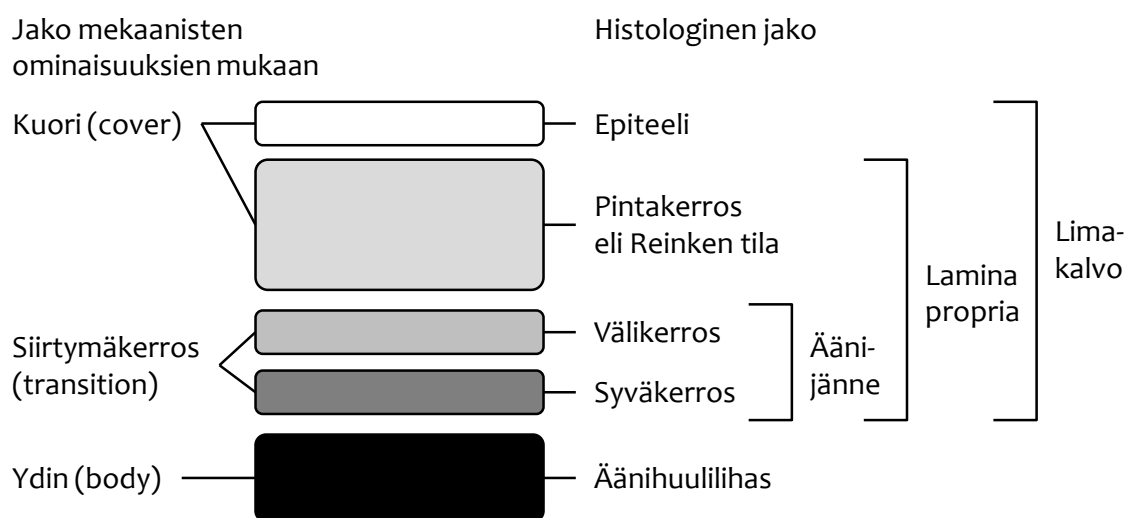 Jako mekaanisten
ominaisuuksien mukaan
Histologinen jako
Kuori (cover)
Epiteeli
Pintakerros
eli Reinken tila
Lima-
kalvo
Lamina
propria
Siirtymäkerros
(transition)
Välikerros
Syväkerros
Ääni-
jänne
Ydin (body)
Äänihuulilihas